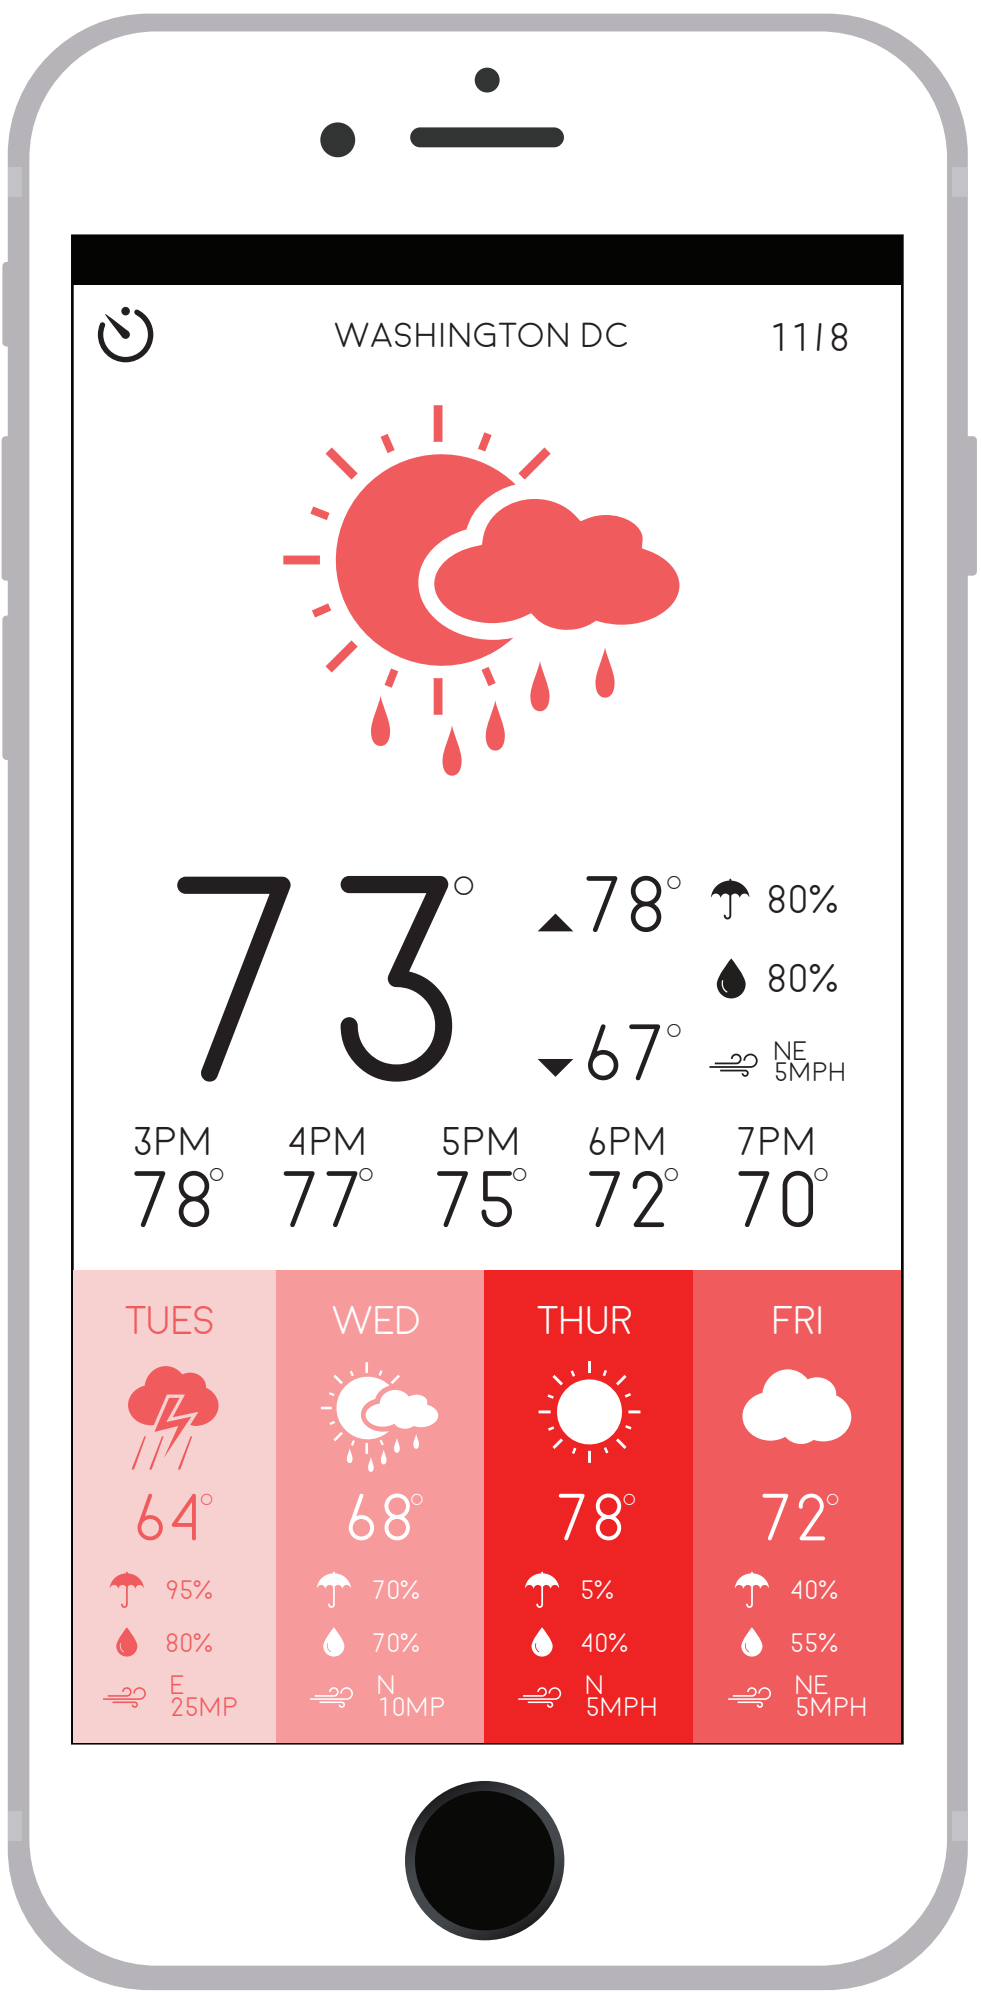 WASHINGTON DC 11/8
73° 78° 80%
80%
67° NE
5MPH
3PM 4PM 5PM 6PM 7PM
78° 77° 75° 72° 70°
TUES WED THUR FRI
64° 68° 78° 72°
95% 70% 5% 40%
80% 70% 40% 55%
E N N NE
25MP 10MP 5MPH 5MPH